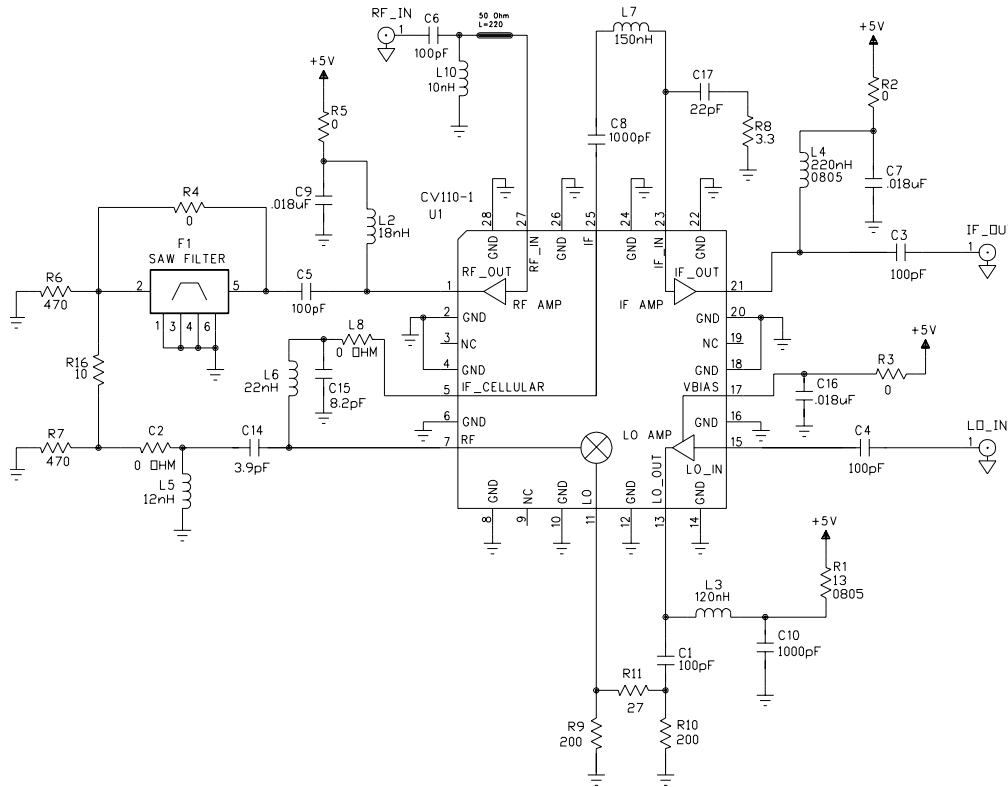 RF_IN
1
C6
100pF
50 Ohm
L=220
L10
10nH
L7
150nH
C17
22pF
R8
3.3
C8
1000pF
+5V
R2
0
L4
220nH
0805
C7
.018uF
C3
100pF
IF_OU
1
+5V
R5
0
C9
.018uF
L2
18nH
R4
0
F1
SAW FILTER
2
5
1
3
4
6
R6
470
C5
100pF
R16
10
L8
0 OHM
L6
22nH
C15
8.2pF
R7
470
C2
0 OHM
L5
12nH
C14
3.9pF
CV110-1
U1
28
27
26
25
24
23
22
GND
RF_IN
GND
IF
GND
IF_IN
GND
RF_OUT
RF AMP
IF_OUT
IF AMP
1
2
GND
3
NC
4
GND
5
IF_CELLULAR
6
GND
7
RF
21
20
GND
19
NC
18
GND
17
VBIAS
16
GND
15
LO_IN
LO AMP
LO_OUT
GND
NC
GND
LO
GND
GND
8
9
10
11
12
13
14
+5V
R3
0
C16
.018uF
C4
100pF
LO_IN
1
+5V
R1
13
0805
L3
120nH
C10
1000pF
C1
100pF
R11
27
R9
200
R10
200